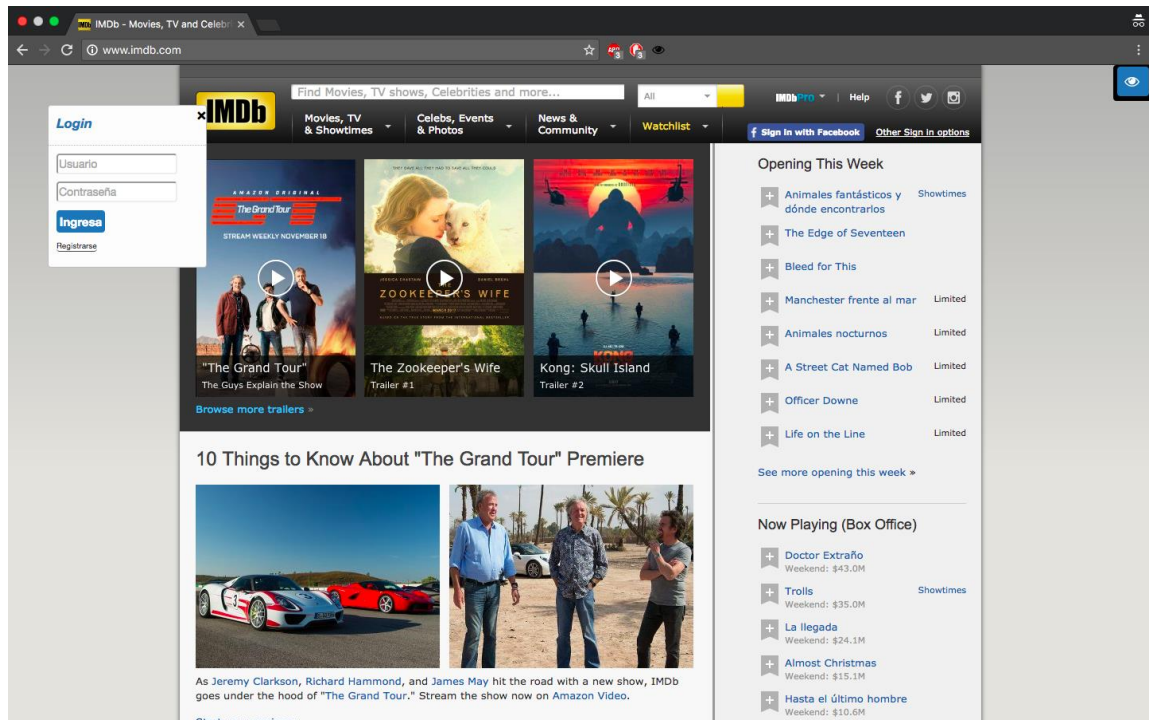 IMDb - Movies, TV and Celebri
www.imdb.com
3
3
IMDb
Find Movies, TV shows, Celebrities and more...
All
IMDbPro
Help
Movies, TV & Showtimes
Celebs, Events & Photos
News & Community
Watchlist
f Sign in with Facebook
Other Sign in options
Login
Usuario
Contraseña
Ingresa
Registrarse
AMAZON ORIGINAL
The Grand Tour
STREAM WEEKLY NOVEMBER 18
"The Grand Tour"
The Guys Explain the Show
JESSICA CHASTAIN
DANIEL BRÜHL
THE ZOOKEEPER'S WIFE
The Zookeeper's Wife
Trailer #1
KONG
Kong: Skull Island
Trailer #2
Browse more trailers »
10 Things to Know About "The Grand Tour" Premiere
3
As Jeremy Clarkson, Richard Hammond, and James May hit the road with a new show, IMDb
goes under the hood of "The Grand Tour." Stream the show now on Amazon Video.
Opening This Week
Animales fantásticos y
dónde encontrarlos
Showtimes
The Edge of Seventeen
Bleed for This
Manchester frente al mar Limited
Animales nocturnos Limited
A Street Cat Named Bob Limited
Officer Downe Limited
Life on the Line Limited
See more opening this week »
Now Playing (Box Office)
Doctor Extraño
Weekend: $43.0M
Trolls Showtimes
Weekend: $35.0M
La llegada
Weekend: $24.1M
Almost Christmas
Weekend: $15.1M
Hasta el último hombre
Weekend: $10.6M